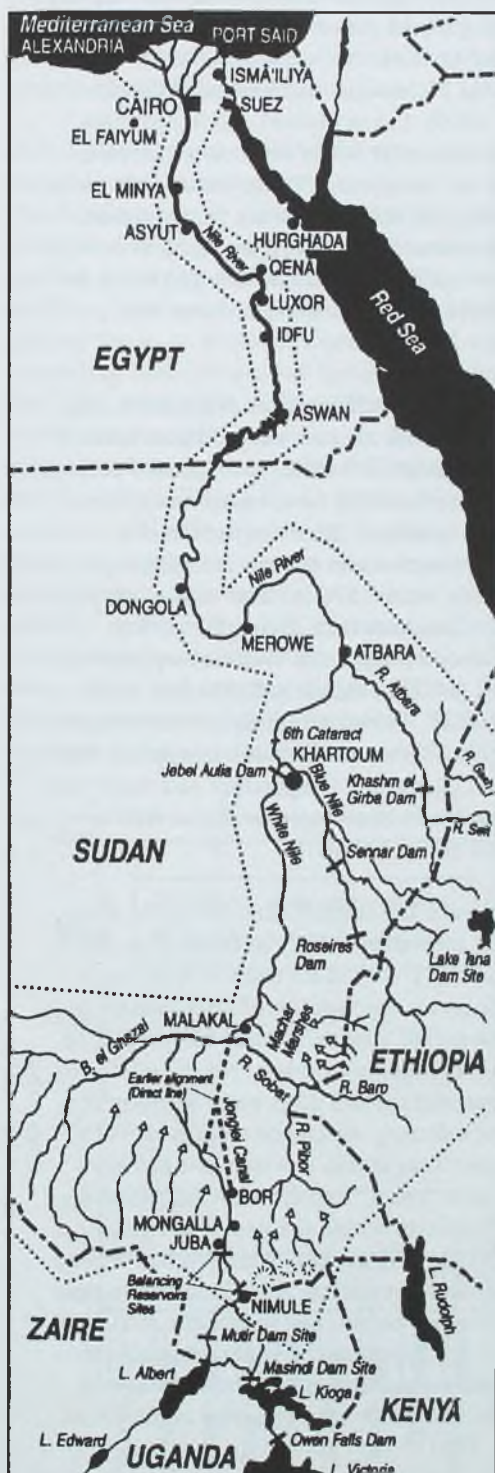 Mediterranean Sea
ALEXANDRIA
PORT SAID
ISMA'ILIYA
CAIRO
SUEZ
EL FAIYUM
EL MINYA
ASYUT
Nile River
HURGHADA
QENA
LUXOR
Red Sea
IDFU
EGYPT
ASWAN
Nile River
DONGOLA
MEROWE
ATBARA
R. Atbara
6th Cataract
KHARTOUM
R. Gash
Jebel Aulia Dam
Blue Nile
Khashm el
Girba Dam
White Nile
SUDAN
Sennar Dam
Roseires
Dam
Lake Tana
Dam Site
MALAKAL
Machar
Marshes
ETHIOPIA
B. el Ghazal
R. Sobat
R. Baro
Earlier alignment
(Direct line)
Jonglei Canal
R. Pibor
BOR
MONGALLA
JUBA
L. Rudolph
Balancing
Reservoirs
Sites
NIMULE
ZAIRE
Mutir Dam Site
L. Albert
Masindi Dam Site
L. Kioga
KENYA
L. Edward
Owen Falls Dam
UGANDA
L. Victoria